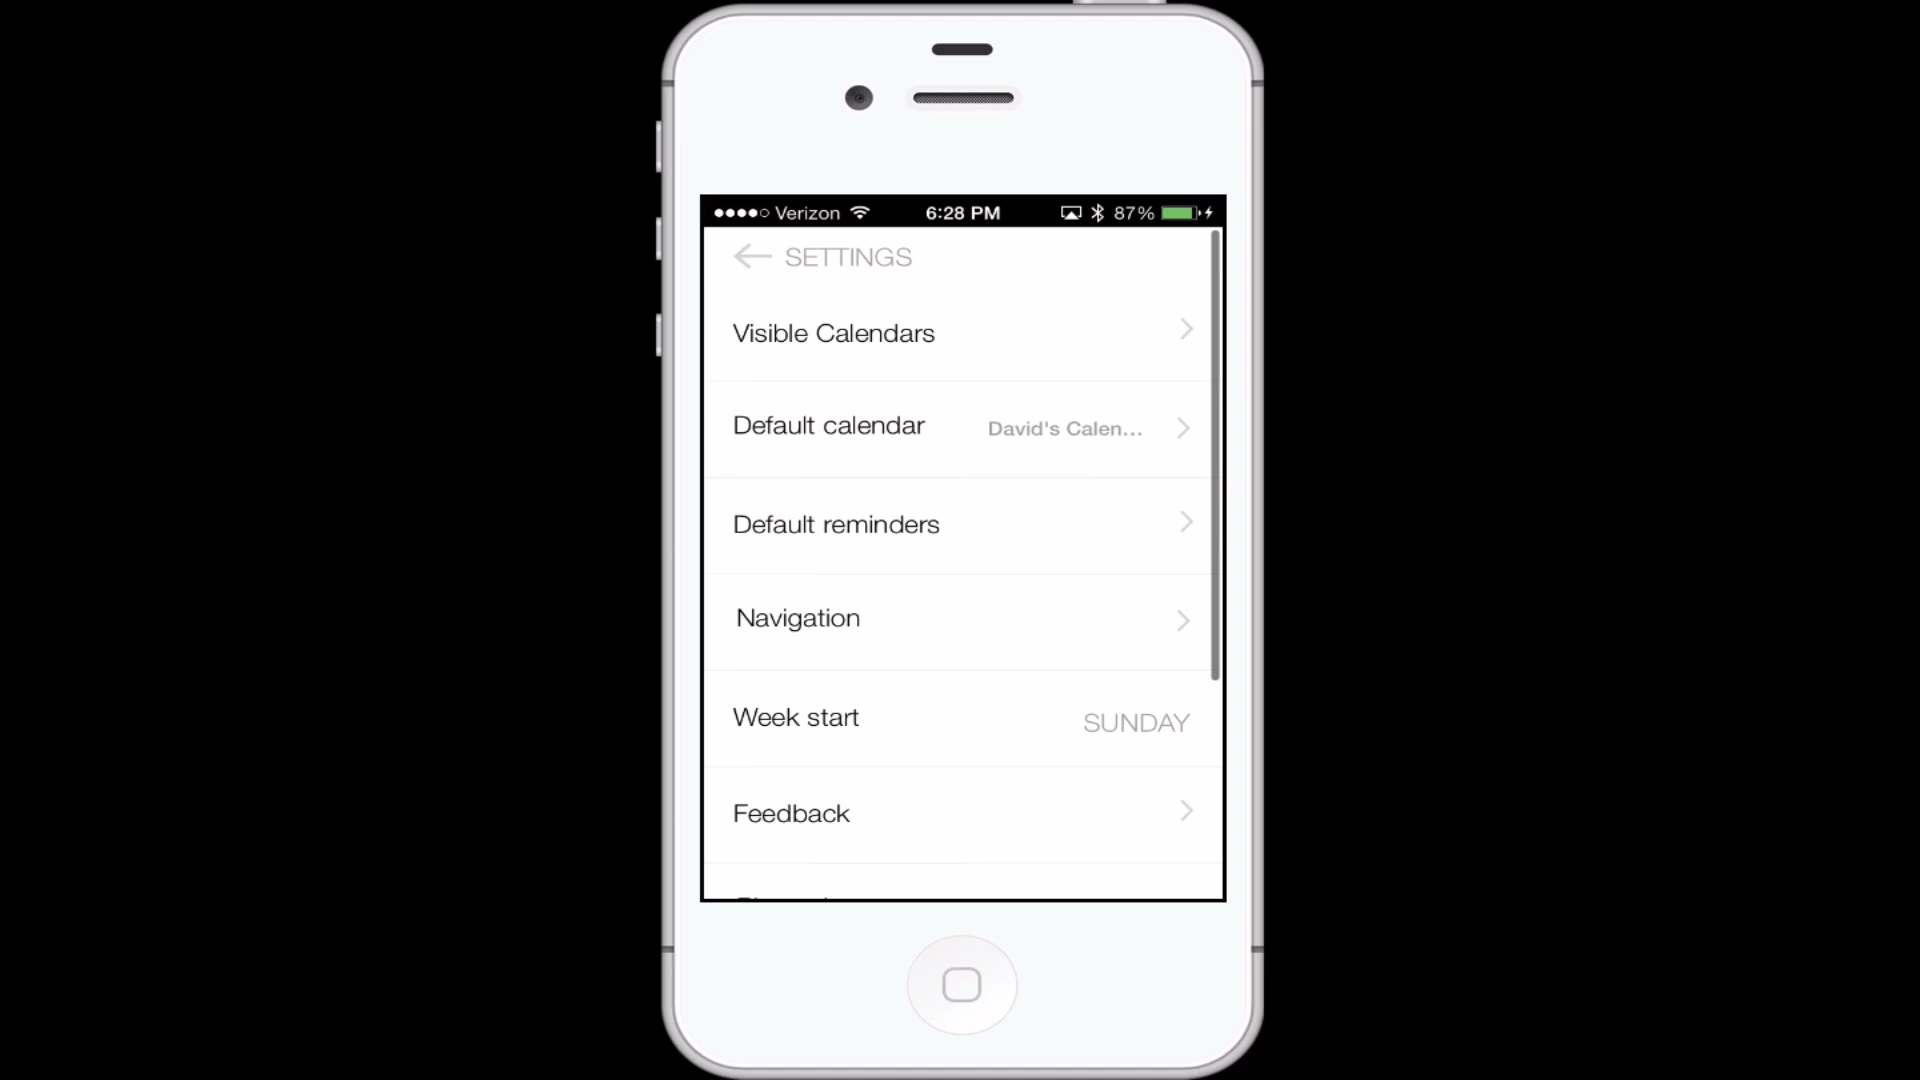 Verizon 6:28 PM 87%
SETTINGS
Visible Calendars
Default calendar David's Calen...
Default reminders
Navigation
Week start SUNDAY
Feedback